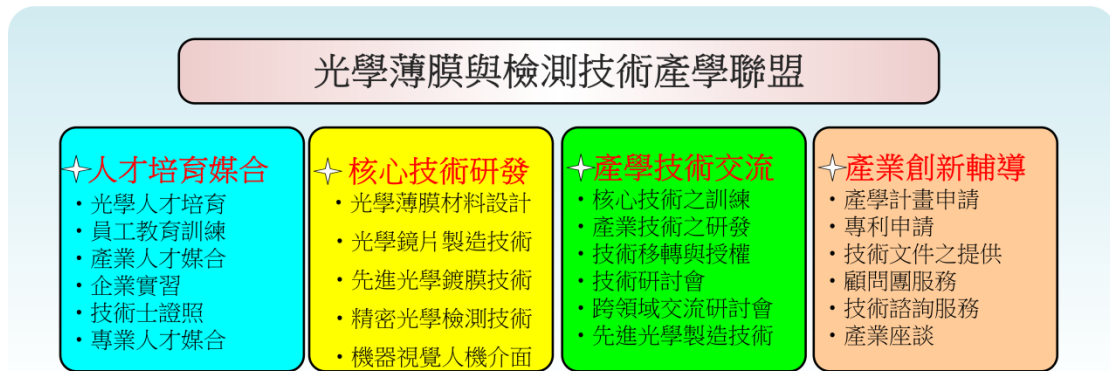 光學薄膜與檢測技術產學聯盟
人才培育媒合
・光學人才培育
・員工教育訓練
・產業人才媒合
・企業實習
・技術士證照
・專業人才媒合
核心技術研發
・光學薄膜材料設計
・光學鏡片製造技術
・先進光學鍍膜技術
・精密光學檢測技術
・機器視覺人機介面
產學技術交流
・核心技術之訓練
・產業技術之研發
・技術移轉與授權
・技術研討會
・跨領域交流研討會
・先進光學製造技術
產業創新輔導
・產學計畫申請
・專利申請
・技術文件之提供
・顧問團服務
・技術諮詢服務
・產業座談